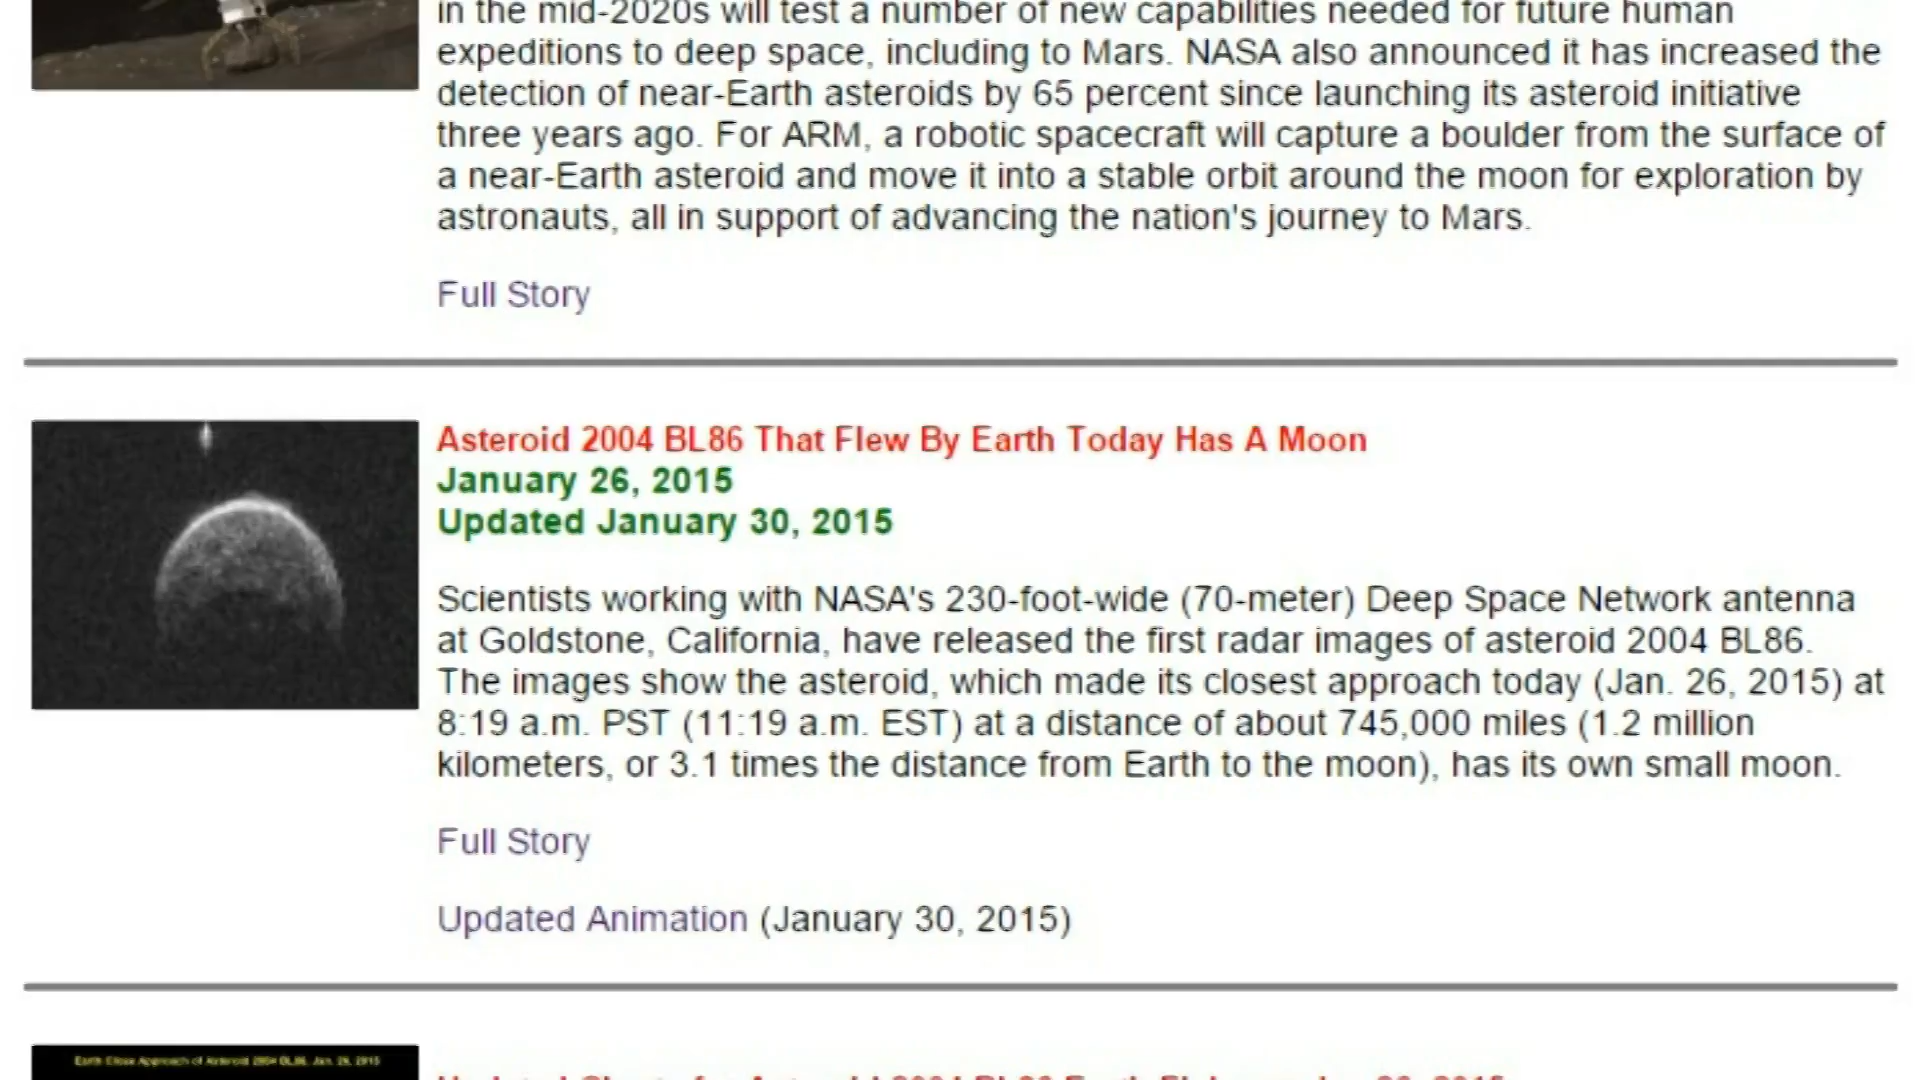 in the mid-2020s will test a number of new capabilities needed for future human
expeditions to deep space, including to Mars. NASA also announced it has increased the
detection of near-Earth asteroids by 65 percent since launching its asteroid initiative
three years ago. For ARM, a robotic spacecraft will capture a boulder from the surface of
a near-Earth asteroid and move it into a stable orbit around the moon for exploration by
astronauts, all in support of advancing the nation's journey to Mars.
Full Story
Asteroid 2004 BL86 That Flew By Earth Today Has A Moon
January 26, 2015
Updated January 30, 2015
Scientists working with NASA's 230-foot-wide (70-meter) Deep Space Network antenna
at Goldstone, California, have released the first radar images of asteroid 2004 BL86.
The images show the asteroid, which made its closest approach today (Jan. 26, 2015) at
8:19 a.m. PST (11:19 a.m. EST) at a distance of about 745,000 miles (1.2 million
kilometers, or 3.1 times the distance from Earth to the moon), has its own small moon.
Full Story
Updated Animation (January 30, 2015)
Earth Close Approach of Asteroid 2004 BL86, Jan. 26, 2015